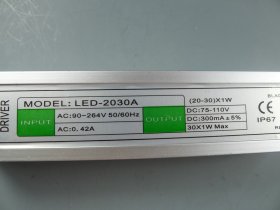 DRIVER
MODEL: LED-2030A
(20-30)X1W
INPUT
AC:90-264V 50/60Hz
AC:0.42A
OUTPUT
DC:75-110V
DC:300mA±5%
30X1W Max
IP67